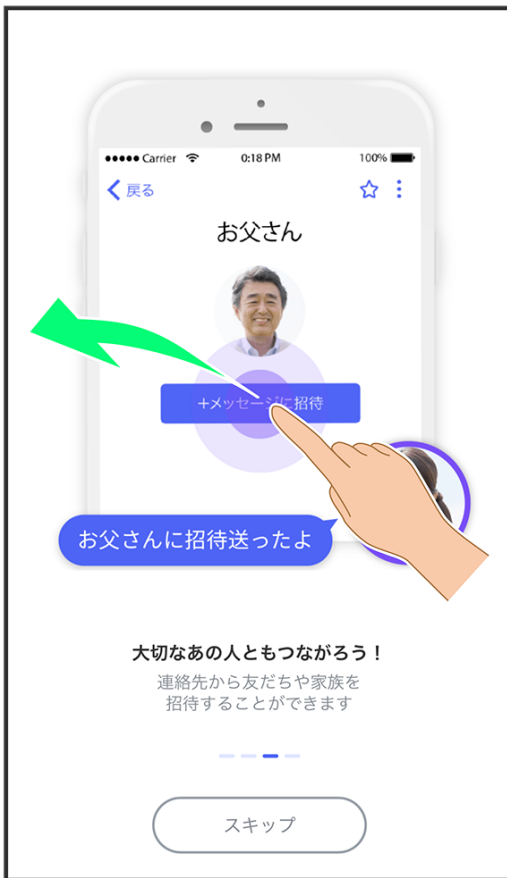 Carrier 0:18 PM 100%
戻る
お父さん
+メッセージに招待
お父さんに招待送ったよ
大切なあの人ともつながろう！
連絡先から友だちや家族を
招待することができます
スキップ